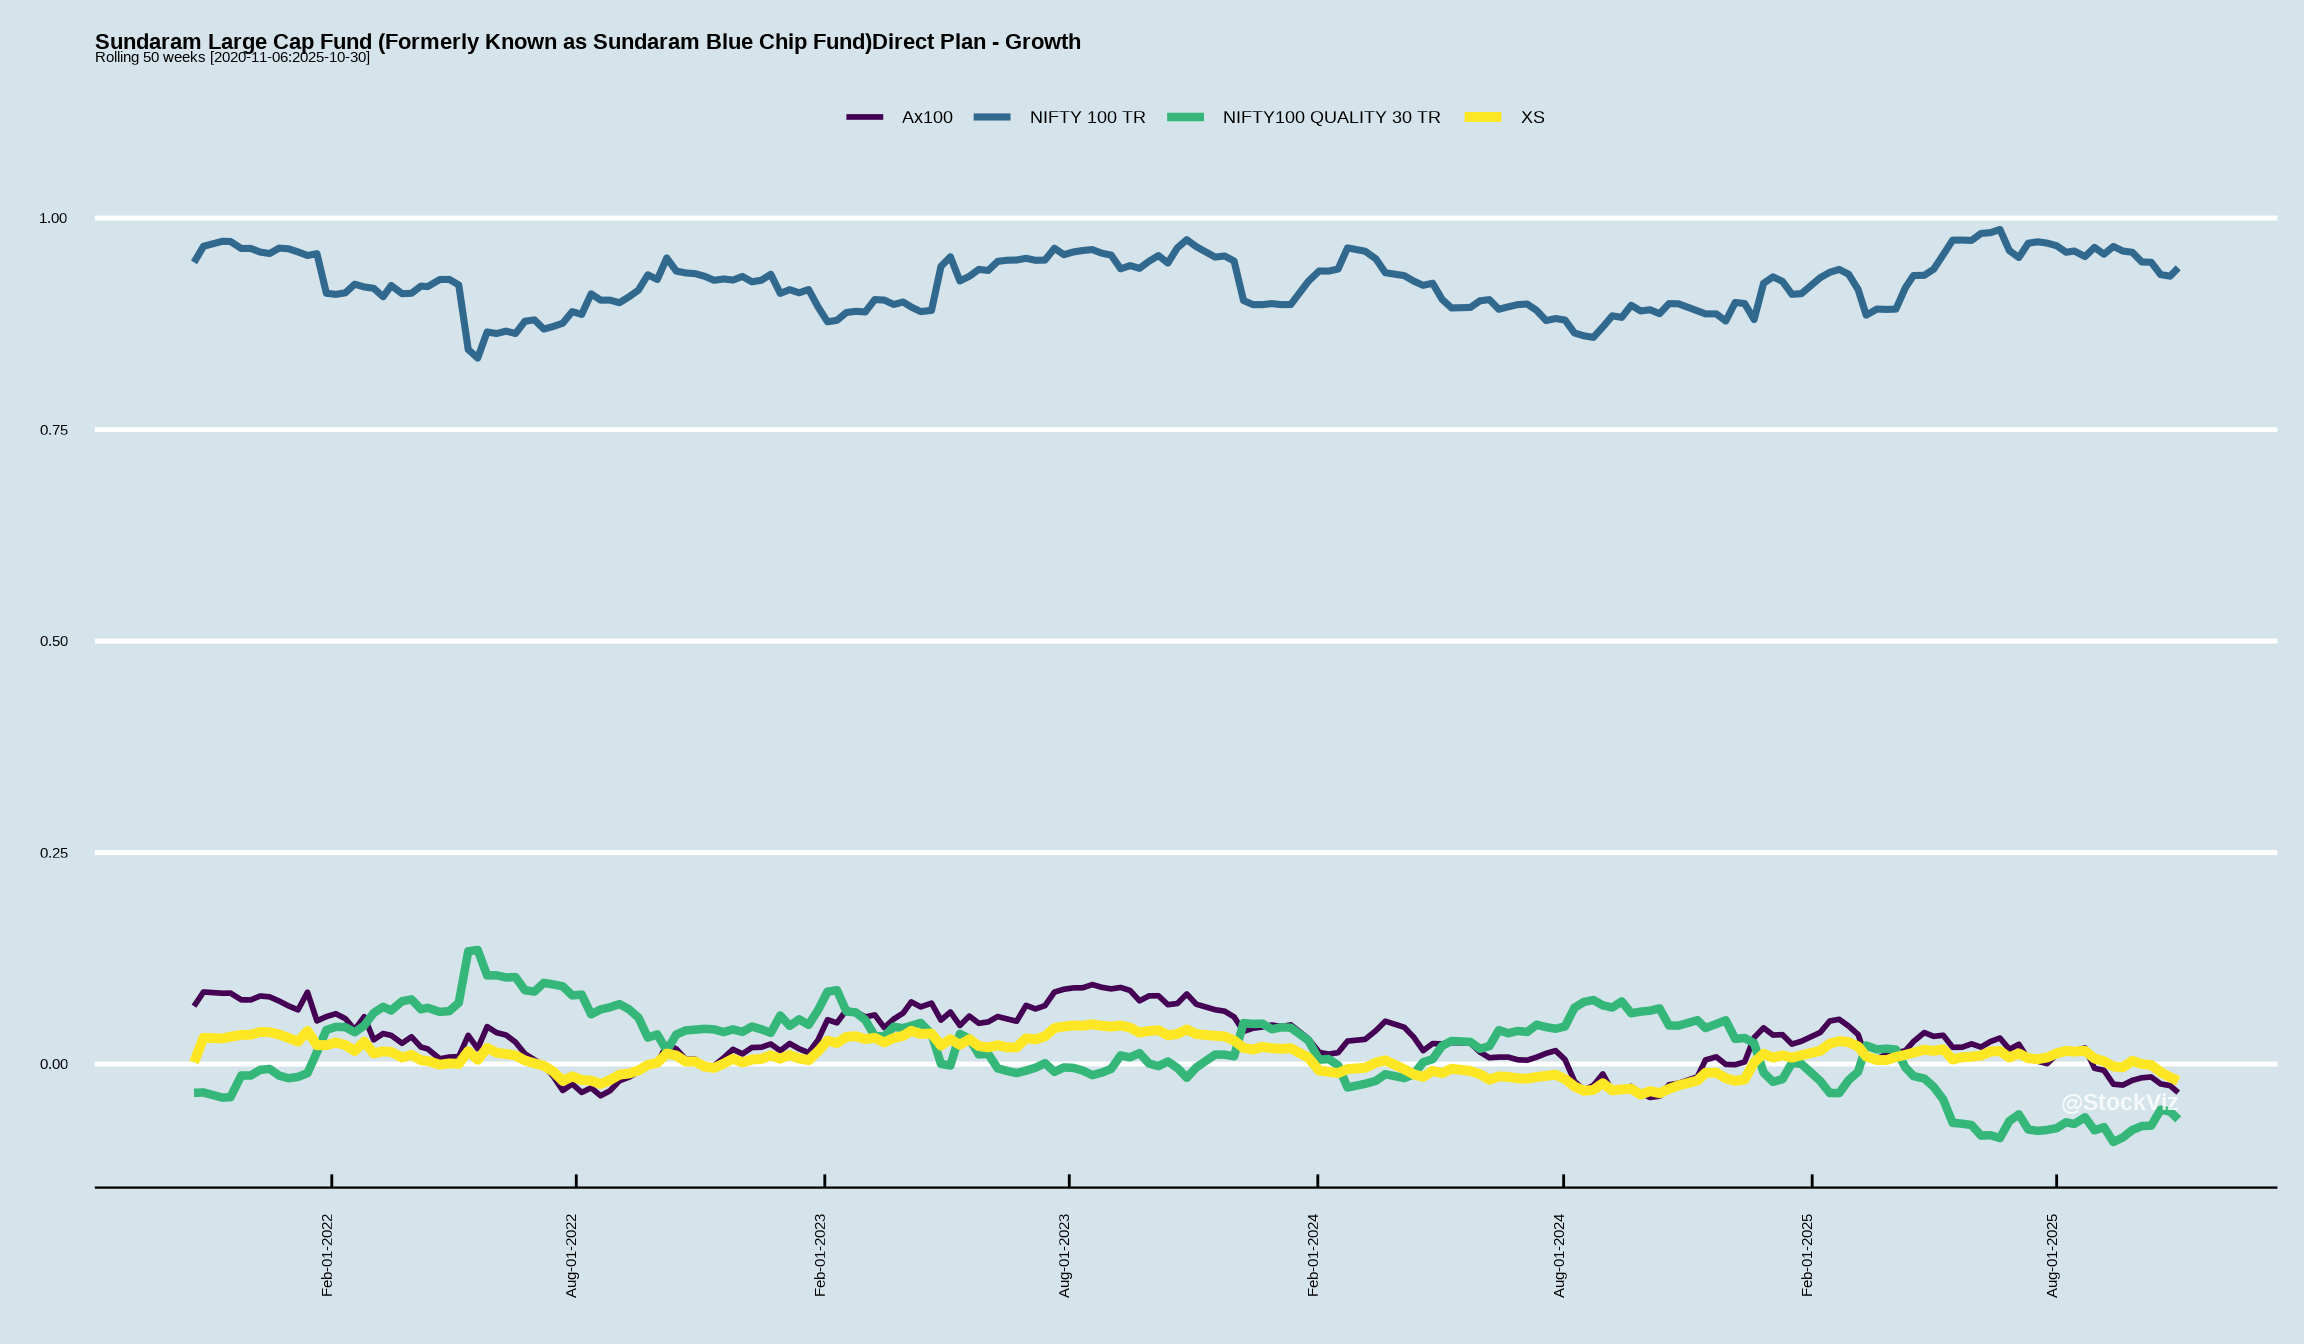 Sundaram Large Cap Fund (Formerly Known as Sundaram Blue Chip Fund)Direct Plan - Growth
Rolling 50 weeks [2020-11-06:2025-10-30]
Ax100 NIFTY 100 TR NIFTY100 QUALITY 30 TR XS
1.00
0.75
0.50
0.25
0.00
@StockViz
Feb-01-2022
Aug-01-2022
Feb-01-2023
Aug-01-2023
Feb-01-2024
Aug-01-2024
Feb-01-2025
Aug-01-2025